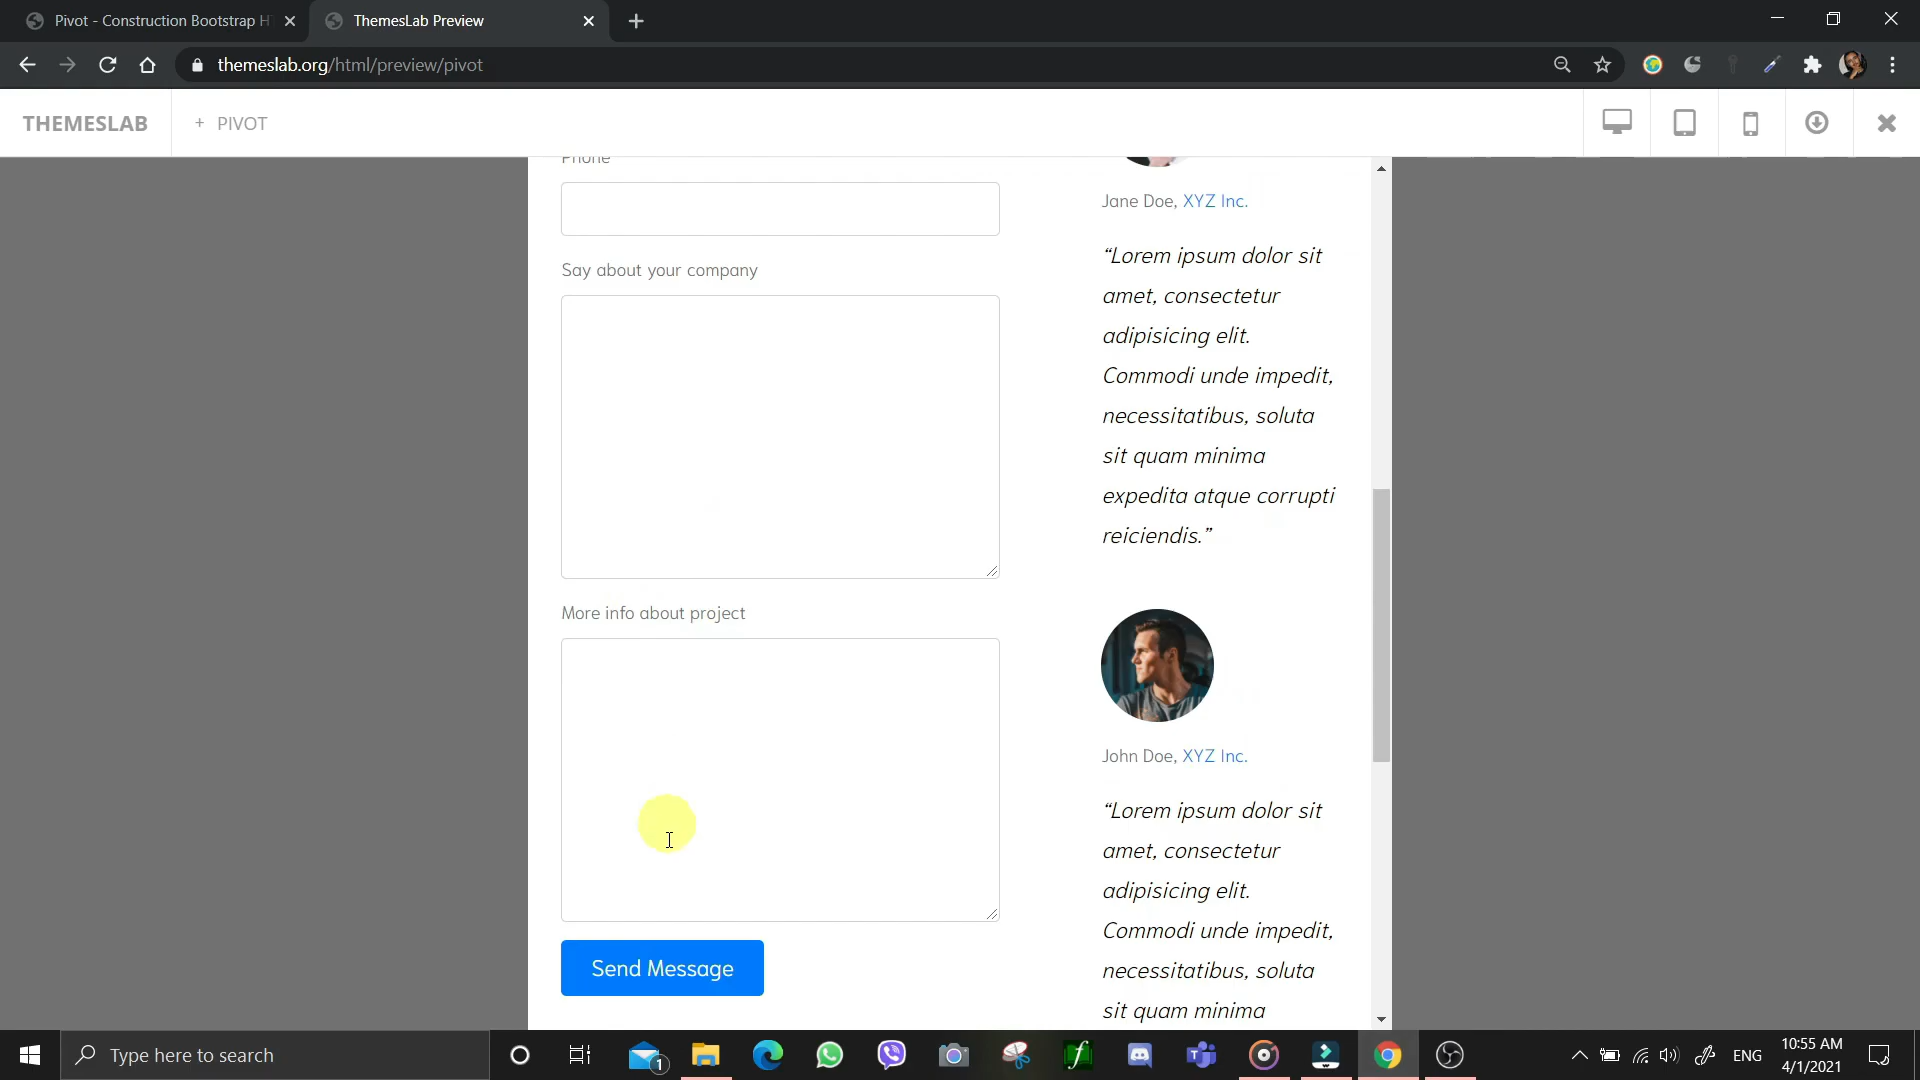 Pivot - Construction Bootstrap HT
ThemesLab Preview
themeslab.org/html/preview/pivot
THEMESLAB
+ PIVOT
Phone
Say about your company
More info about project
Send Message
Jane Doe, XYZ Inc.
“Lorem ipsum dolor sit
amet, consectetur
adipisicing elit.
Commodi unde impedit,
necessitatibus, soluta
sit quam minima
expedita atque corrupti
reiciendis.”
John Doe, XYZ Inc.
“Lorem ipsum dolor sit
amet, consectetur
adipisicing elit.
Commodi unde impedit,
necessitatibus, soluta
sit quam minima
Type here to search
1
ENG
10:55 AM
4/1/2021